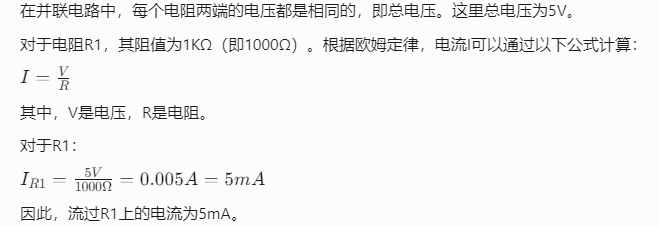 在并联电路中，每个电阻两端的电压都是相同的，即总电压。这里总电压为5V。
对于电阻R1，其阻值为1KΩ（即1000Ω）。根据欧姆定律，电流I可以通过以下公式计算：
I = V/R
其中，V是电压，R是电阻。
对于R1：
I_{R1} = 5V/1000Ω = 0.005A = 5mA
因此，流过R1上的电流为5mA。